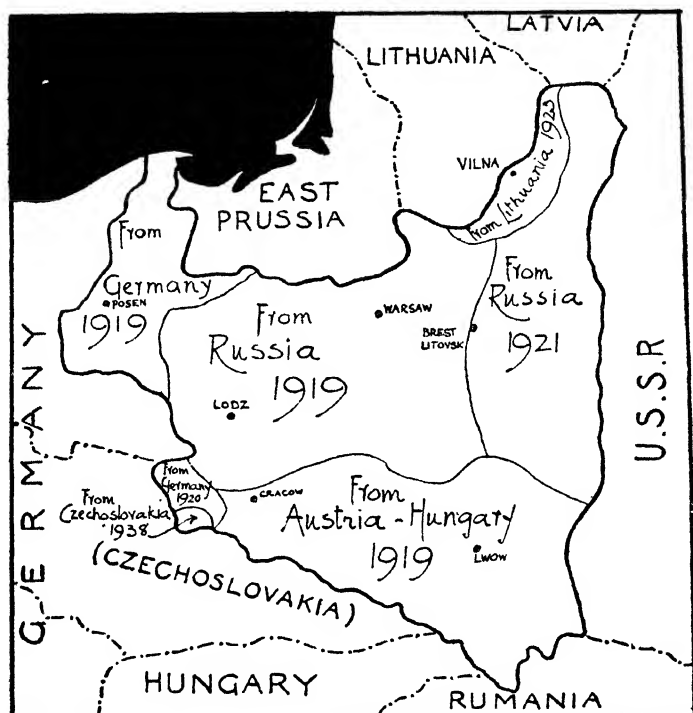 LATVIA
LITHUANIA
VILNA
From Lithuania 1923
EAST
PRUSSIA
From
Germany
POSEN
1919
From
Russia
1919
WARSAW
BREST
LITOVSK
From
Russia
1921
LODZ
GERMANY
U.S.S.R
From
Germany
1920
From
Czechoslovakia
1938
CRACOW
From
Austria-Hungary
1919
LWOW
(CZECHOSLOVAKIA)
HUNGARY
RUMANIA